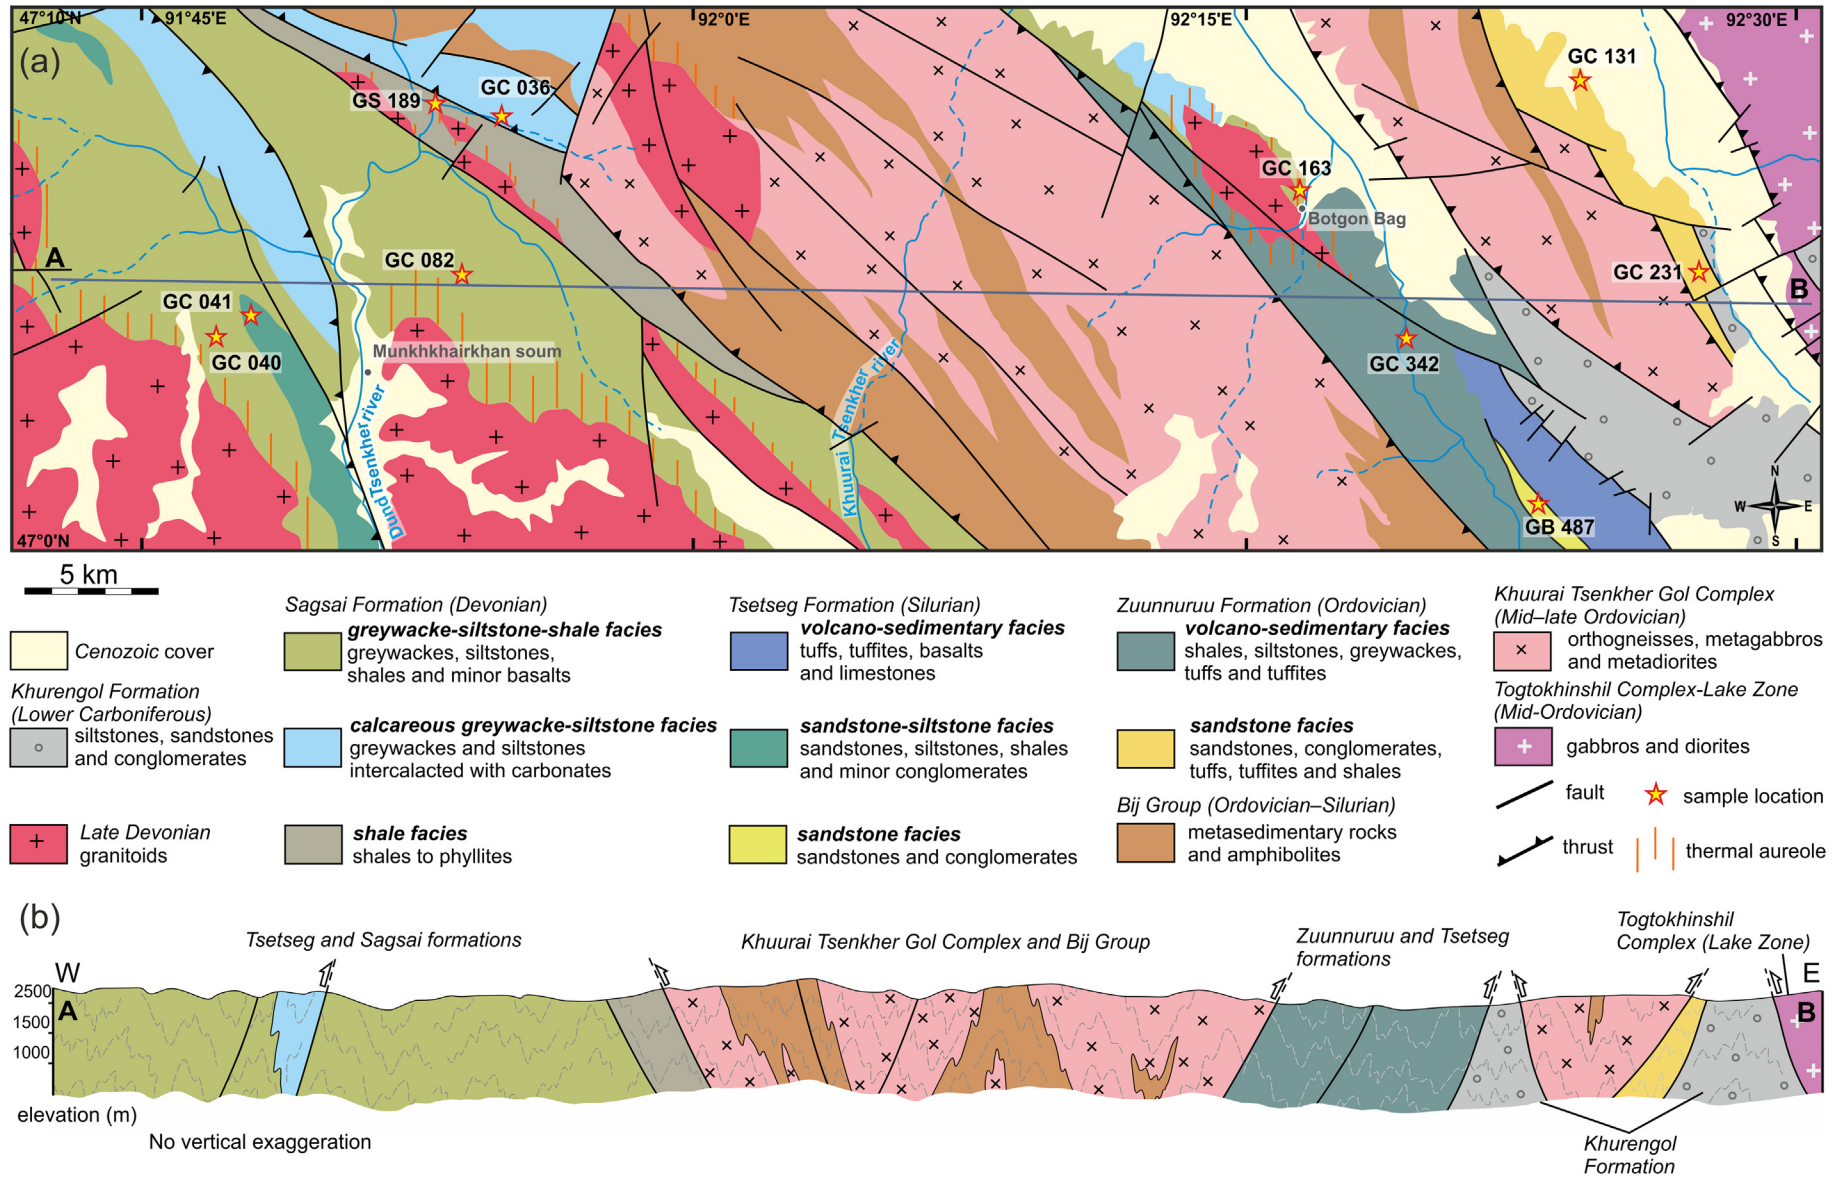 47°10'N
91°45'E
92°0'E
92°15'E
92°30'E
(a)
GC 131
GS 189
GC 036
GC 163
Botgon Bag
A
GC 082
GC 231
B
GC 041
GC 040
Munkhkhairkhan soum
GC 342
Dund Tsenkher river
Khuurai Tsenkher river
N
W
E
S
GB 487
47°0'N
5 km
Cenozoic cover
Khurengol Formation
(Lower Carboniferous)
siltstones, sandstones
and conglomerates
Late Devonian
granitoids
Sagsai Formation (Devonian)
greywacke-siltstone-shale facies
greywackes, siltstones,
shales and minor basalts
calcareous greywacke-siltstone facies
greywackes and siltstones
intercalacted with carbonates
shale facies
shales to phyllites
Tsetseg Formation (Silurian)
volcano-sedimentary facies
tuffs, tuffites, basalts
and limestones
sandstone-siltstone facies
sandstones, siltstones, shales
and minor conglomerates
sandstone facies
sandstones and conglomerates
Zuunnuruu Formation (Ordovician)
volcano-sedimentary facies
shales, siltstones, greywackes,
tuffs and tuffites
sandstone facies
sandstones, conglomerates,
tuffs, tuffites and shales
Bij Group (Ordovician–Silurian)
metasedimentary rocks
and amphibolites
Khuurai Tsenkher Gol Complex
(Mid–late Ordovician)
orthogneisses, metagabbros
and metadiorites
Togtokhinshil Complex-Lake Zone
(Mid-Ordovician)
gabbros and diorites
fault
sample location
thrust
thermal aureole
(b)
Tsetseg and Sagsai formations
Khuurai Tsenkher Gol Complex and Bij Group
Zuunnuruu and Tsetseg
formations
Togtokhinshil
Complex (Lake Zone)
W
E
2500
1500
1000
A
B
elevation (m)
No vertical exaggeration
Khurengol
Formation